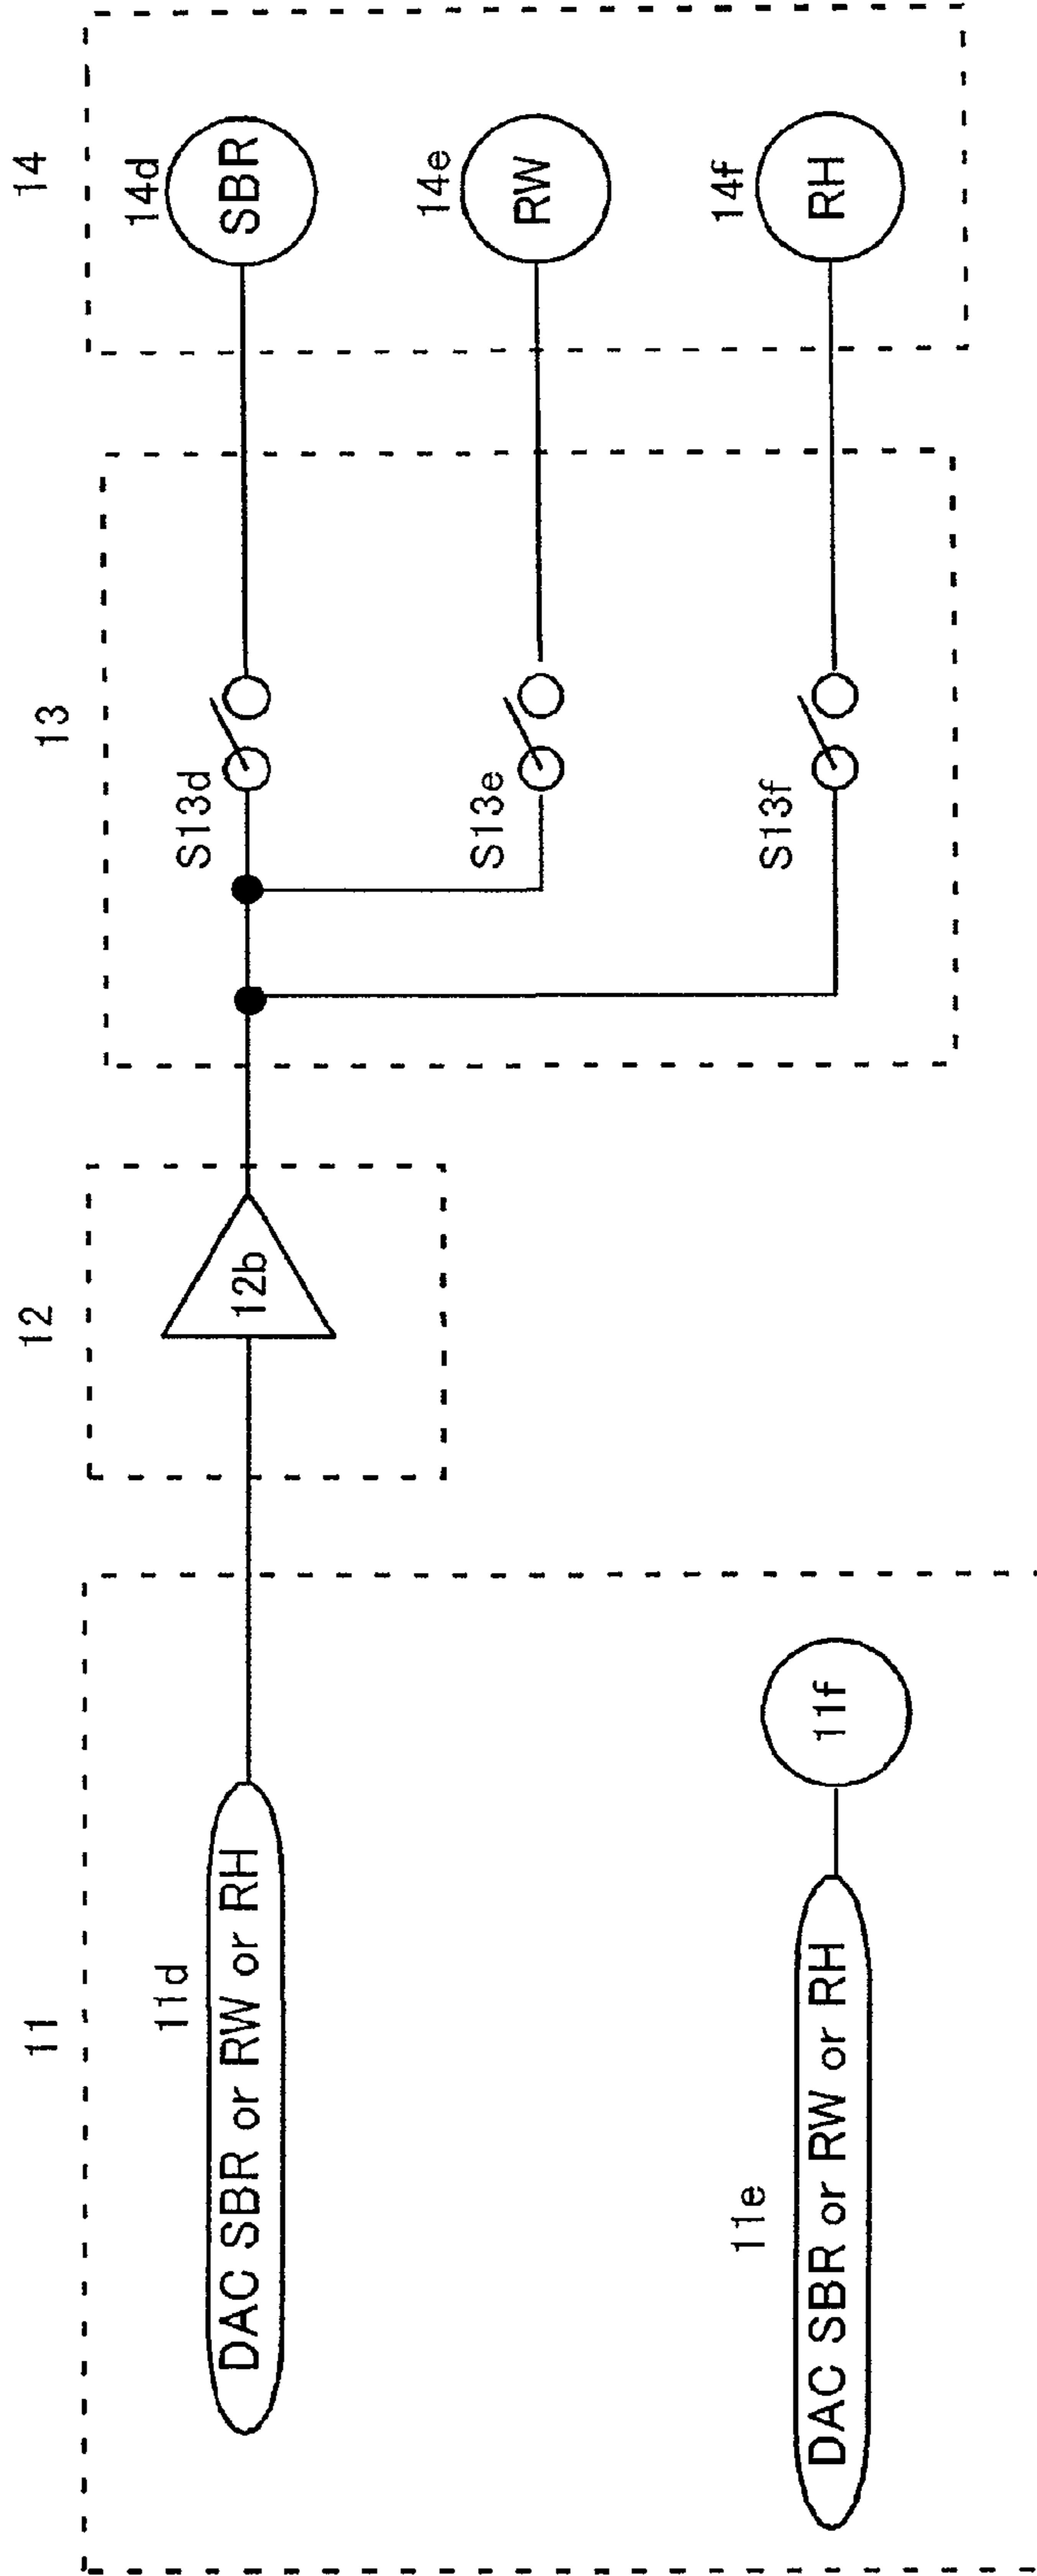 11
12
13
14
11d
DAC SBR or RW or RH
12b
S13d
14d
SBR
S13e
14e
RW
11e
DAC SBR or RW or RH
11f
S13f
14f
RH